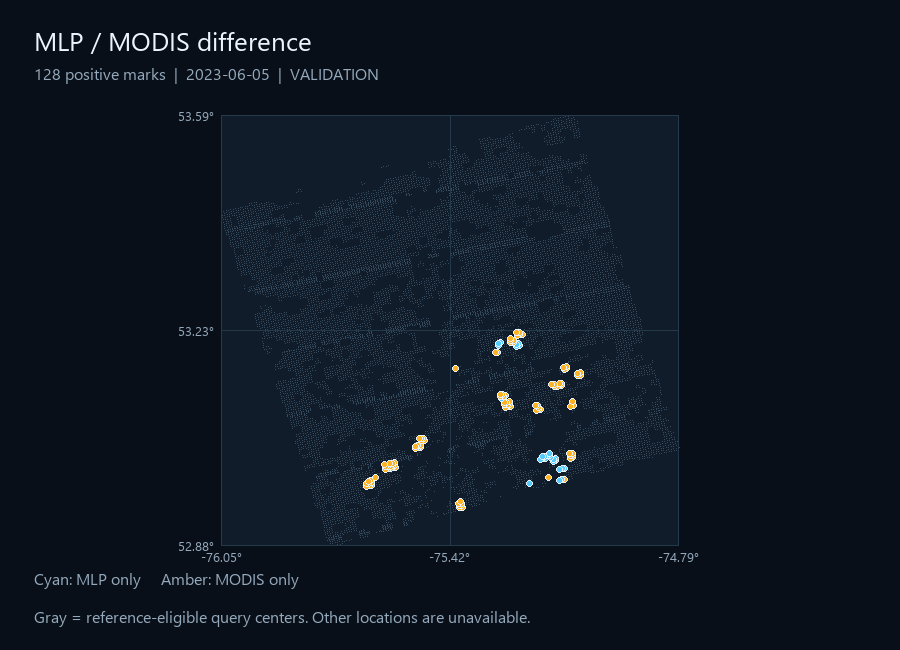 MLP / MODIS difference
128 positive marks | 2023-06-05 | VALIDATION
53.59°
53.23°
52.88°
-76.05° -75.42° -74.79°
Cyan: MLP only Amber: MODIS only
Gray = reference-eligible query centers. Other locations are unavailable.